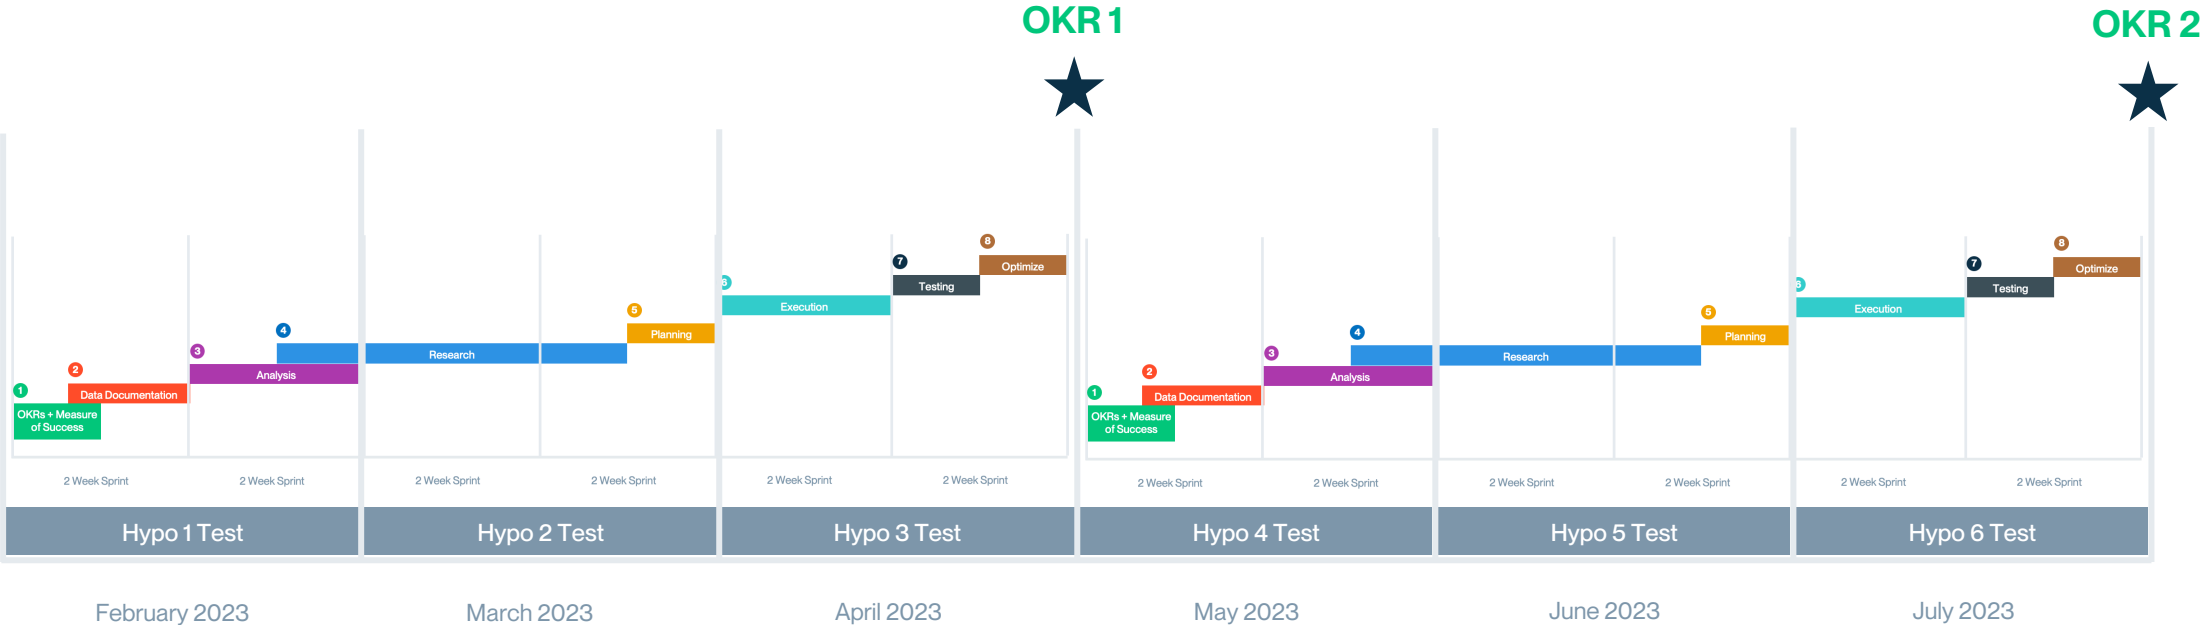 OKR 1
OKR 2
8
Optimize
7
Testing
6
Execution
5
Planning
4
Research
3
Analysis
2
Data Documentation
1
OKRs + Measure
of Success
8
Optimize
7
Testing
6
Execution
5
Planning
4
Research
3
Analysis
2
Data Documentation
1
OKRs + Measure
of Success
2 Week Sprint
2 Week Sprint
2 Week Sprint
2 Week Sprint
2 Week Sprint
2 Week Sprint
2 Week Sprint
2 Week Sprint
2 Week Sprint
2 Week Sprint
2 Week Sprint
2 Week Sprint
Hypo 1 Test
Hypo 2 Test
Hypo 3 Test
Hypo 4 Test
Hypo 5 Test
Hypo 6 Test
February 2023
March 2023
April 2023
May 2023
June 2023
July 2023